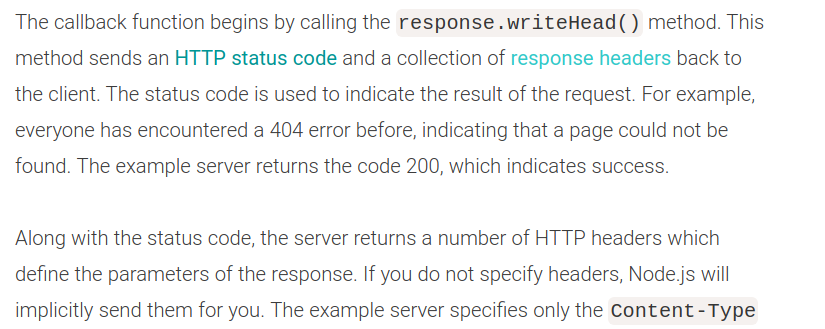 The callback function begins by calling the response.writeHead() method. This
method sends an HTTP status code and a collection of response headers back to
the client. The status code is used to indicate the result of the request. For example,
everyone has encountered a 404 error before, indicating that a page could not be
found. The example server returns the code 200, which indicates success.
Along with the status code, the server returns a number of HTTP headers which
define the parameters of the response. If you do not specify headers, Node.js will
implicitly send them for you. The example server specifies only the Content-Type